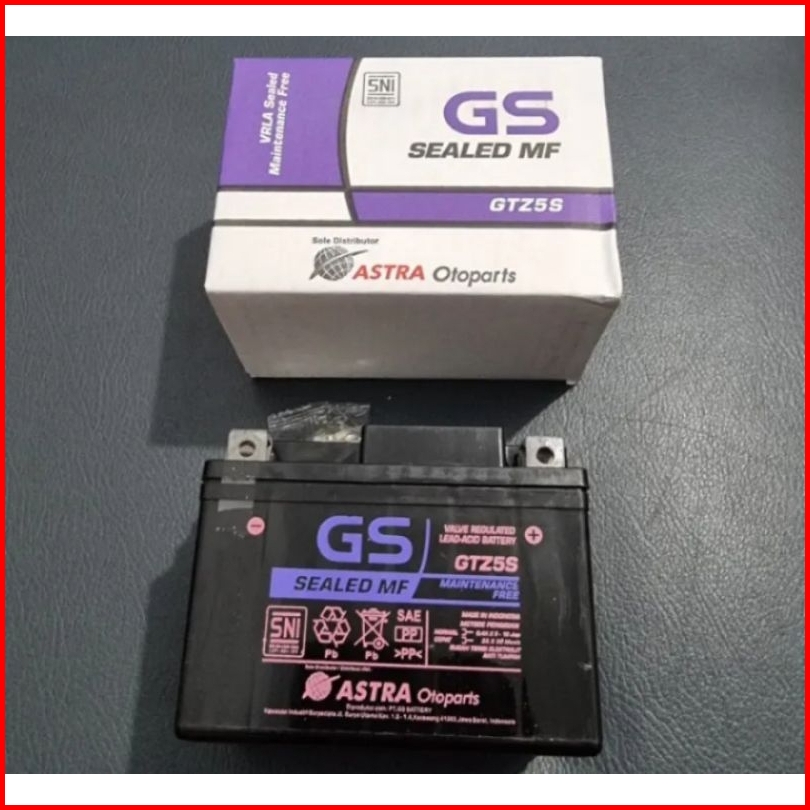 VRLA Sealed
Maintenance Free
SNI
GS
SEALED MF
GTZ5S
Sole Distributor
ASTRA Otoparts
GS
SEALED MF
VALVE REGULATED
LEAD-ACID BATTERY
GTZ5S
MAINTENANCE
FREE
SNI
Pb
Pb
SAE
PP
>PP<
MADE IN INDONESIA
NORMAL
ASTRA Otoparts